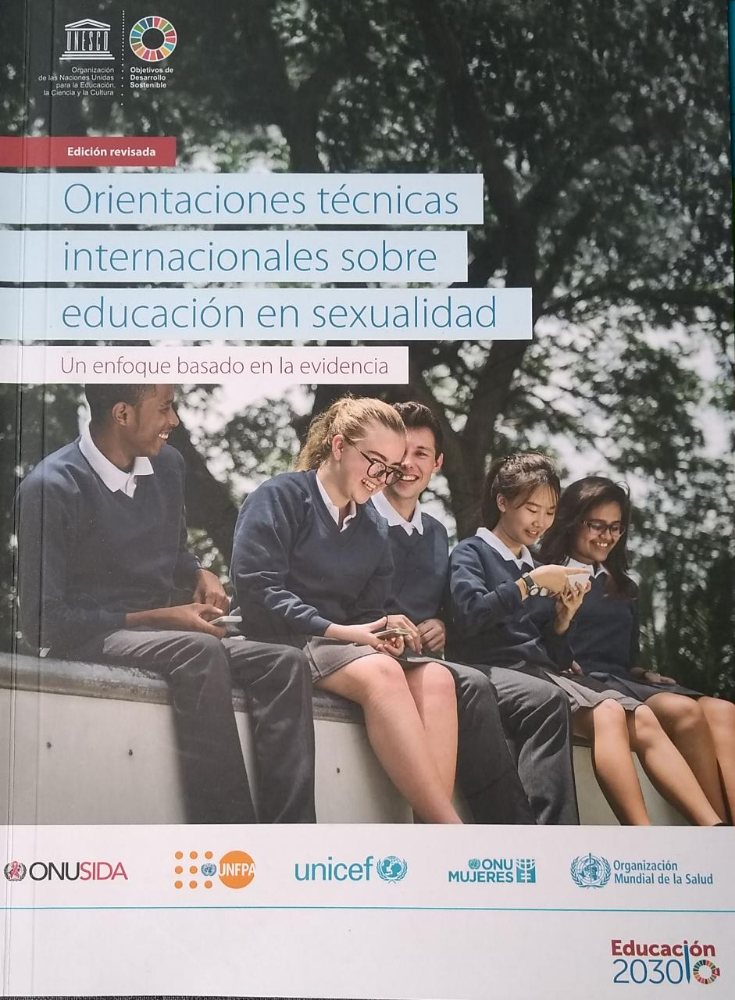 UNESCO
Organización
de las Naciones Unidas
para la Educación,
la Ciencia y la Cultura
Objetivos de
Desarrollo
Sostenible
Edición revisada
Orientaciones técnicas
internacionales sobre
educación en sexualidad
Un enfoque basado en la evidencia
ONUSIDA
UNFPA
unicef
ONU
MUJERES
Organización
Mundial de la Salud
Educación
2030